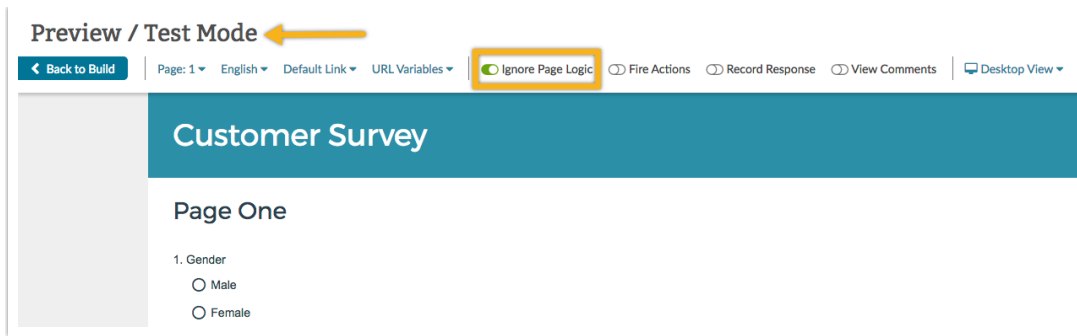 Preview / Test Mode
Back to Build Page: 1 English Default Link URL Variables Ignore Page Logic Fire Actions Record Response View Comments Desktop View
Customer Survey
Page One
1. Gender
Male
Female